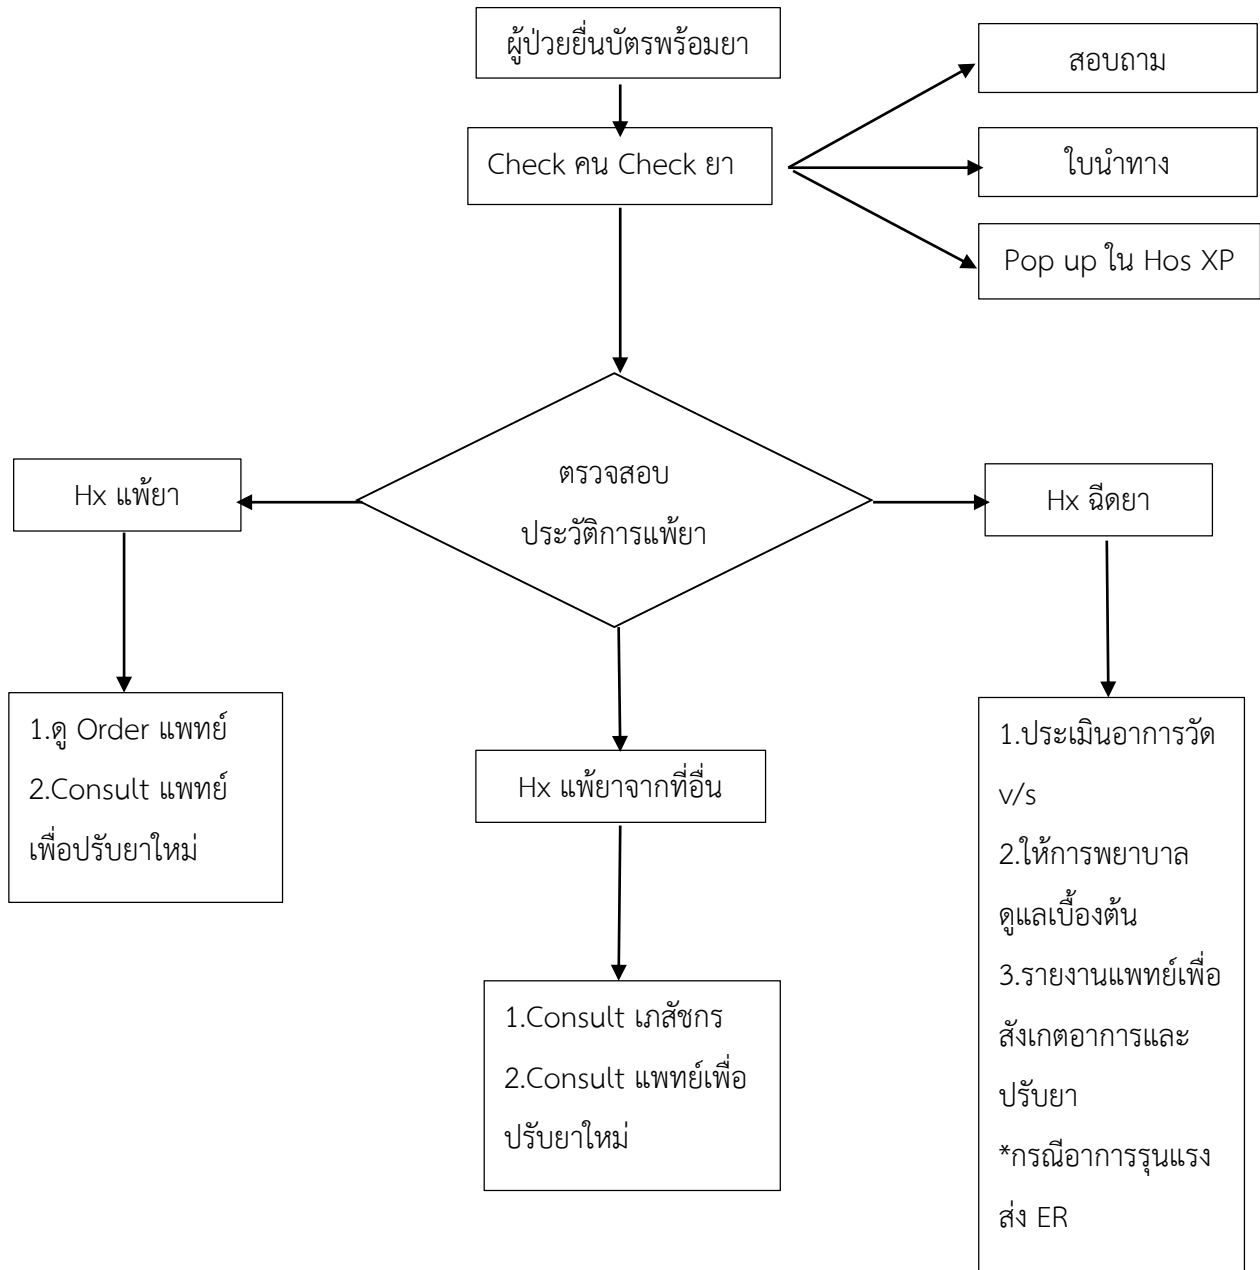 ผู้ป่วยยื่นบัตรพร้อมยา
สอบถาม
Check คน Check ยา
ใบนำทาง
Pop up ใน Hos XP
ตรวจสอบ
ประวัติการแพ้ยา
Hx แพ้ยา
Hx ฉีดยา
1.ดู Order แพทย์
2.Consult แพทย์
เพื่อปรับยาใหม่
Hx แพ้ยาจากที่อื่น
1.Consult เภสัชกร
2.Consult แพทย์เพื่อ
ปรับยาใหม่
1.ประเมินอาการวัด
v/s
2.ให้การพยาบาล
ดูแลเบื้องต้น
3.รายงานแพทย์เพื่อ
สังเกตอาการและ
ปรับยา
*กรณีอาการรุนแรง
ส่ง ER